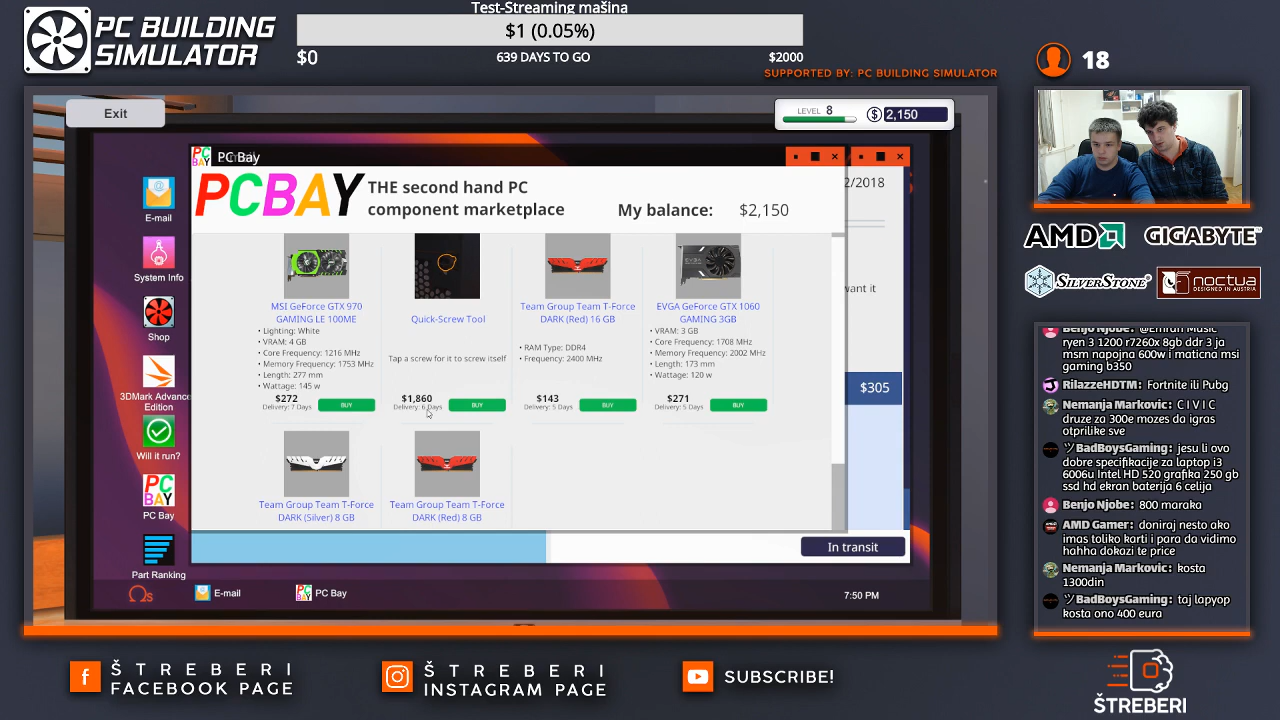 Test-Streaming mašina
PC BUILDING
SIMULATOR
$1 (0.05%)
$0
639 DAYS TO GO
$2000
SUPPORTED BY: PC BUILDING SIMULATOR
18
Exit
LEVEL 8
$ 2,150
PC Bay
PCBAY
THE second hand PC
component marketplace
My balance: $2,150
2/2018
want it
$305
E-mail
System Info
Shop
3DMark Advance
Edition
Will it run?
PC Bay
Part Ranking
MSI GeForce GTX 970
GAMING LE 100ME
• Lighting: White
• VRAM: 4 GB
• Core Frequency: 1216 MHz
• Memory Frequency: 1753 MHz
• Length: 277 mm
• Wattage: 145 w
$272
Delivery: 7 Days
BUY
Quick-Screw Tool
Tap a screw for it to screw itself
$1,860
Delivery: 6 Days
BUY
Team Group Team T-Force
DARK (Red) 16 GB
• RAM Type: DDR4
• Frequency: 2400 MHz
$143
Delivery: 5 Days
BUY
EVGA GeForce GTX 1060
GAMING 3GB
• VRAM: 3 GB
• Core Frequency: 1708 MHz
• Memory Frequency: 2002 MHz
• Length: 173 mm
• Wattage: 120 w
$271
Delivery: 5 Days
BUY
Team Group Team T-Force
DARK (Silver) 8 GB
Team Group Team T-Force
DARK (Red) 8 GB
In transit
Ωs
E-mail
PC Bay
7:50 PM
AMD
GIGABYTE™
SILVERSTONE®
noctua
DESIGNED IN AUSTRIA
Benjo Njobe: @Emran Music
ryen 3 1200 r7260x 8gb ddr 3 ja
msm napojna 600w i maticna msi
gaming b350
RilazzeHDTM: Fortnite ili Pubg
Nemanja Markovic: C I V I C
druze za 300e mozes da igras
otprilike sve
ツBadBoysGaming: jesu li ovo
dobre specifikacije za laptop i3
6006u Intel HD 520 grafika 250 gb
ssd hd ekran baterija 6 celija
Benjo Njobe: 800 maraka
AMD Gamer: doniraj nesto ako
imas toliko karti i para da vidimo
hahha dokazi te price
Nemanja Markovic: kosta
1300din
ツBadBoysGaming: taj lapyop
kosta ono 400 eura
ŠTREBERI
FACEBOOK PAGE
ŠTREBERI
INSTAGRAM PAGE
SUBSCRIBE!
ŠTREBERI